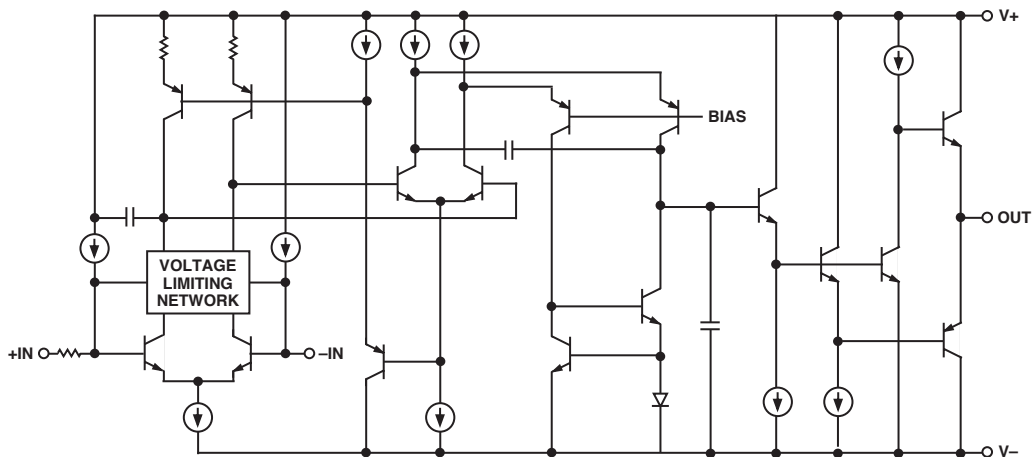 V+
BIAS
OUT
VOLTAGE
LIMITING
NETWORK
+IN
–IN
V–